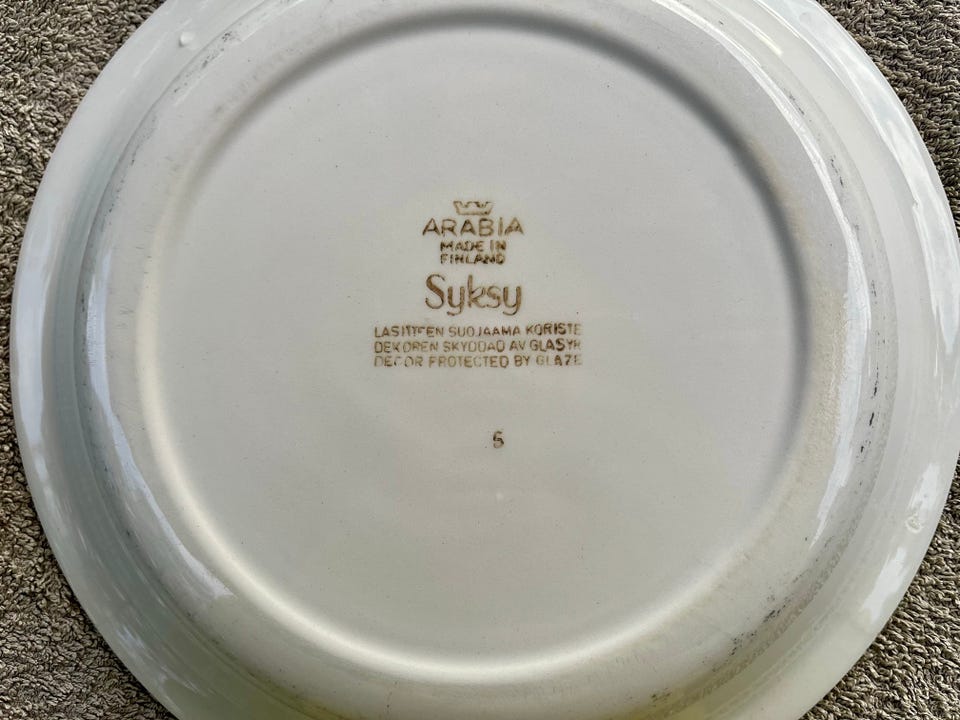 ARABIA
MADE IN
FINLAND
Syksy
LASITTEEN SUOJAAMA KORISTE
DEKOREN SKYDDAD AV GLASYR
DECOR PROTECTED BY GLAZE
5